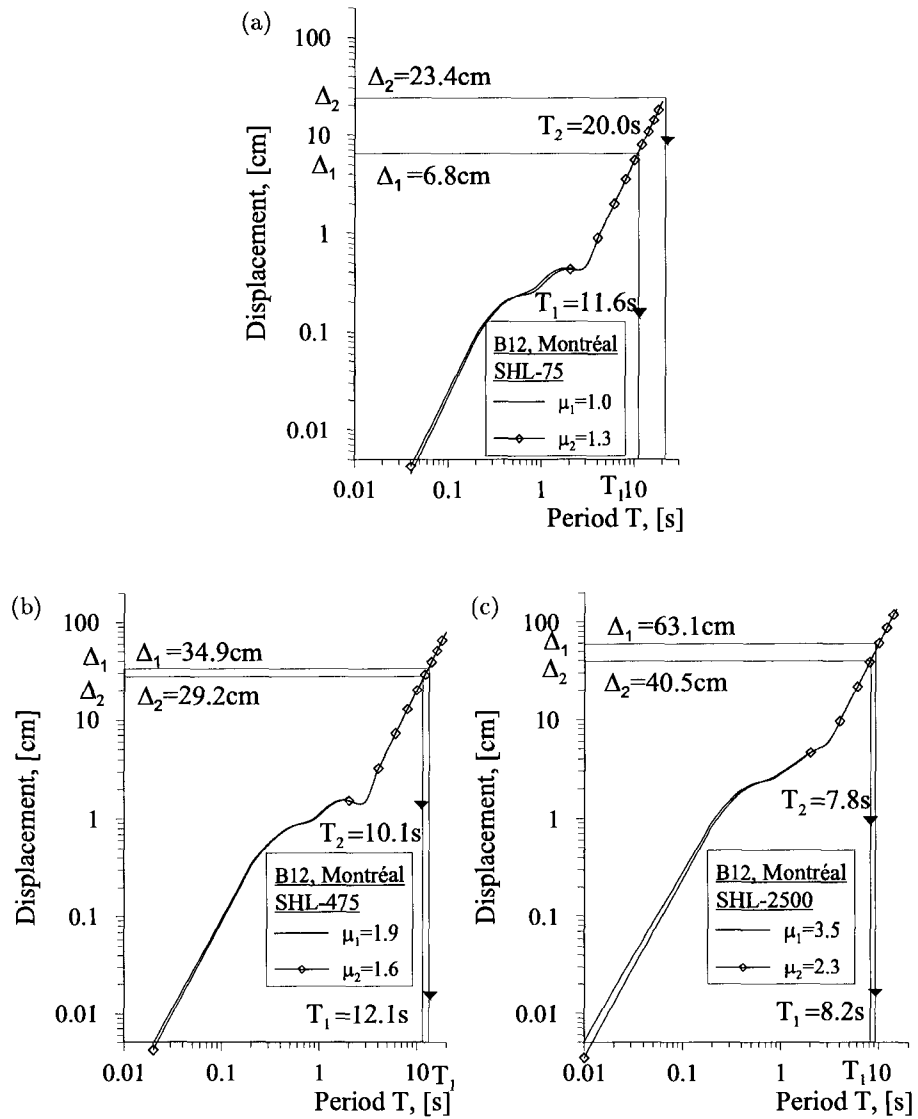 (a)
100
10
1
0.1
0.01
Displacement, [cm]
Δ₂
Δ₁
Δ₂=23.4cm
Δ₁=6.8cm
T₂=20.0s
T₁=11.6s
B12, Montréal
SHL-75
μ₁=1.0
μ₂=1.3
0.01 0.1 1 T₁10
Period T, [s]
(b)
100
10
1
0.1
0.01
Displacement, [cm]
Δ₁
Δ₂
Δ₁=34.9cm
Δ₂=29.2cm
T₂=10.1s
B12, Montréal
SHL-475
μ₁=1.9
μ₂=1.6
T₁=12.1s
0.01 0.1 1 10T₁
Period T, [s]
(c)
100
10
1
0.1
0.01
Displacement, [cm]
Δ₁
Δ₂
Δ₁=63.1cm
Δ₂=40.5cm
T₂=7.8s
B12, Montréal
SHL-2500
μ₁=3.5
μ₂=2.3
T₁=8.2s
0.01 0.1 1 T₁10
Period T, [s]